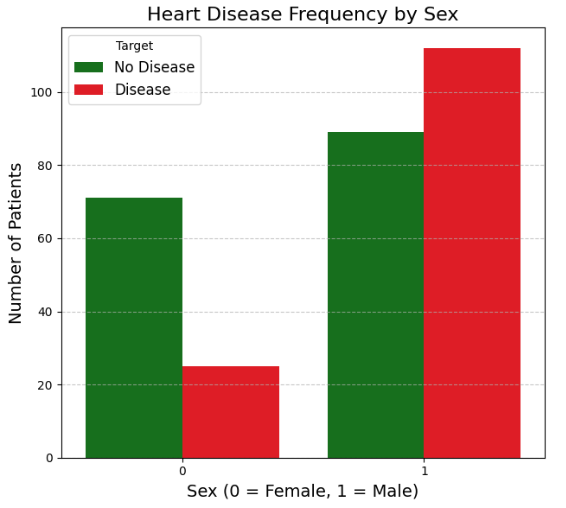 Heart Disease Frequency by Sex
Target
No Disease
Disease
Number of Patients
100
80
60
40
20
0
0
1
Sex (0 = Female, 1 = Male)